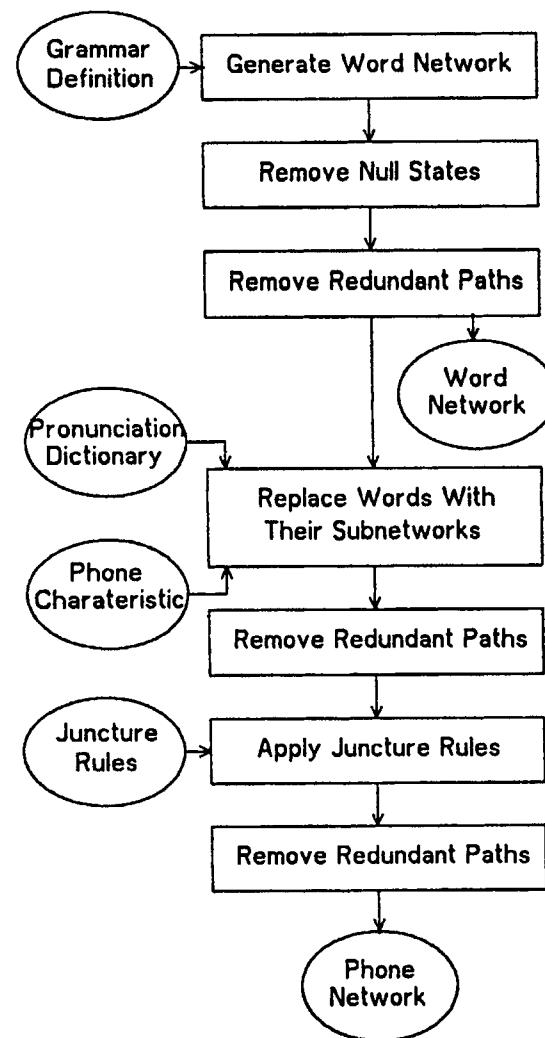 Grammar
Definition
Generate Word Network
Remove Null States
Remove Redundant Paths
Word
Network
Pronunciation
Dictionary
Replace Words With
Their Subnetworks
Phone
Charateristic
Remove Redundant Paths
Juncture
Rules
Apply Juncture Rules
Remove Redundant Paths
Phone
Network